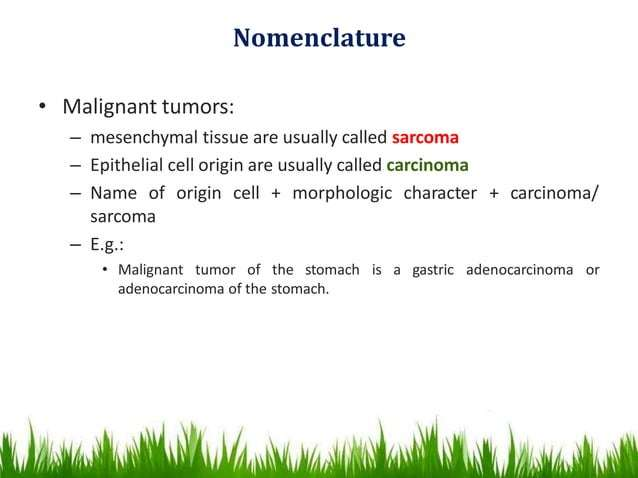 Nomenclature
• Malignant tumors:
– mesenchymal tissue are usually called sarcoma
– Epithelial cell origin are usually called carcinoma
– Name of origin cell + morphologic character + carcinoma/
sarcoma
– E.g.:
• Malignant tumor of the stomach is a gastric adenocarcinoma or
adenocarcinoma of the stomach.